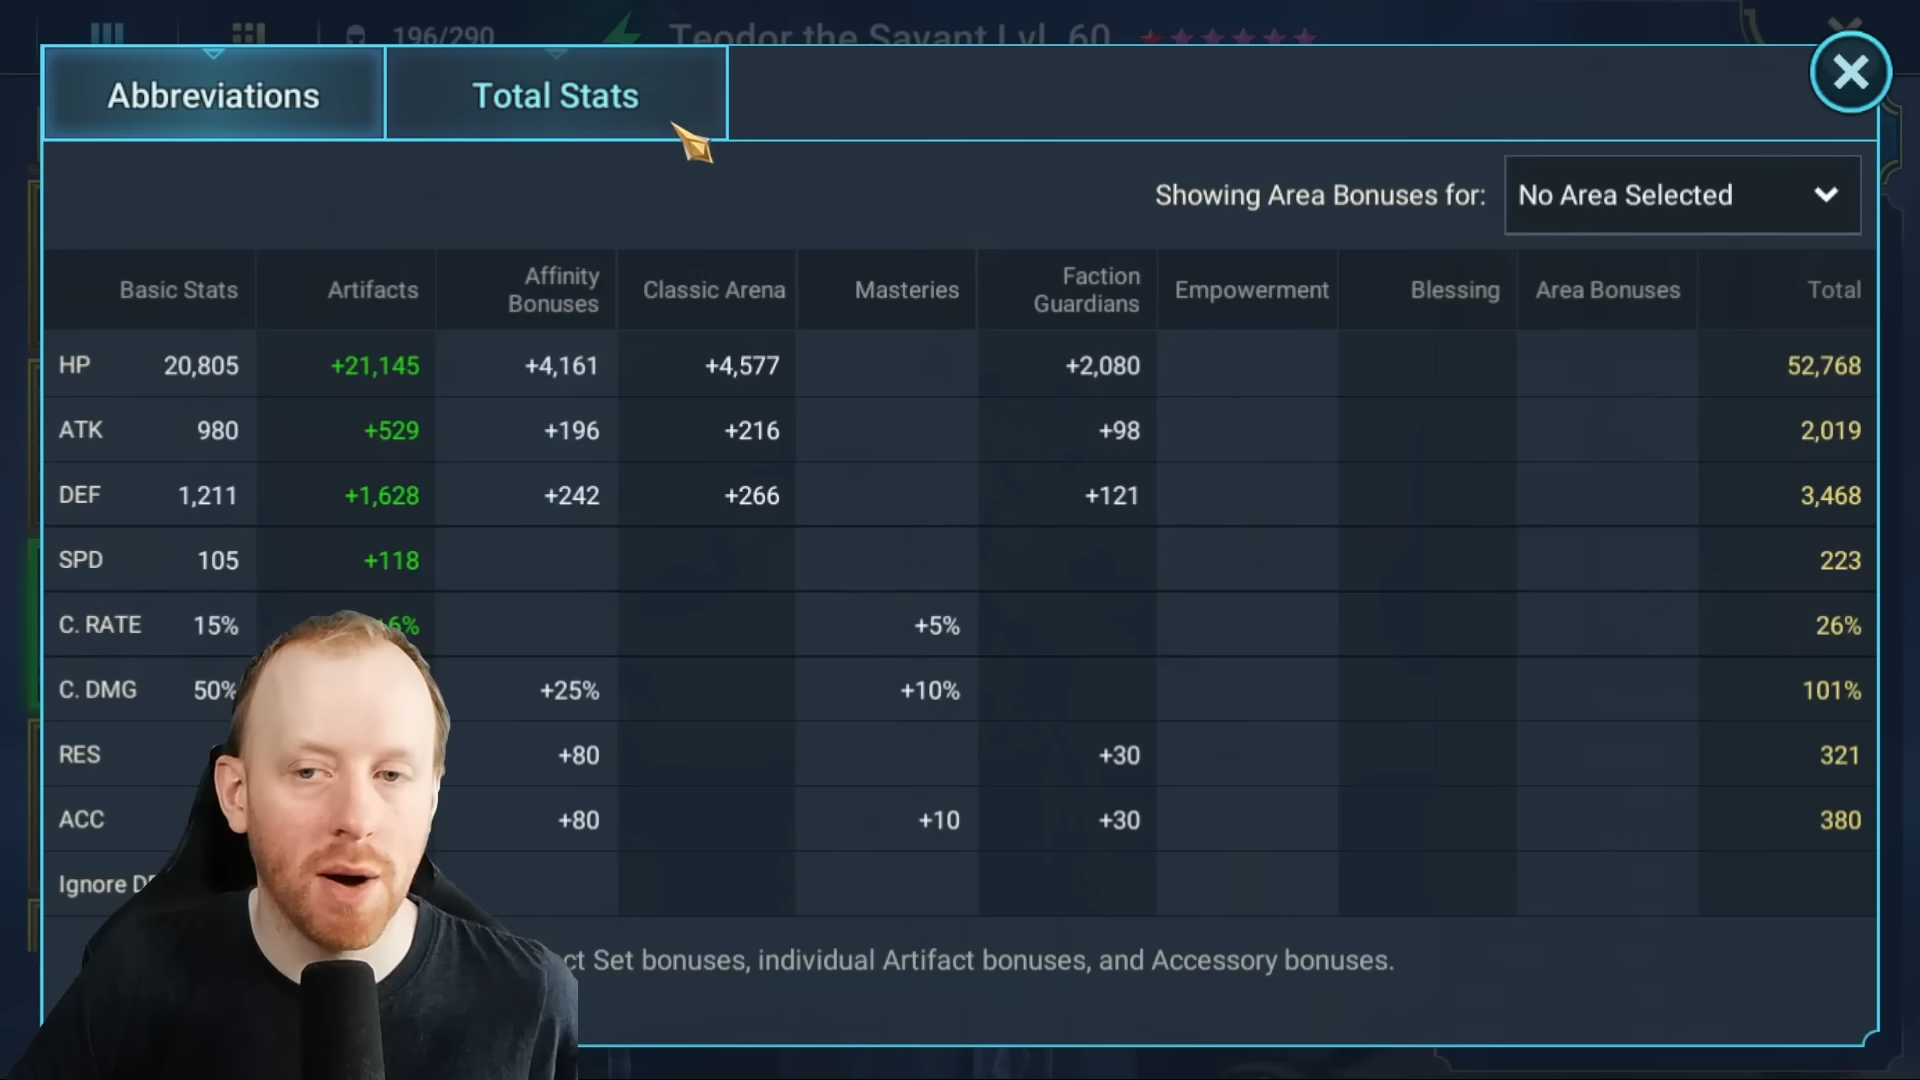 196/290 Teodor the Savant Lvl. 60
Abbreviations Total Stats
Showing Area Bonuses for: No Area Selected
Basic Stats Artifacts Affinity Bonuses Classic Arena Masteries Faction Guardians Empowerment Blessing Area Bonuses Total
HP 20,805 +21,145 +4,161 +4,577 +2,080 52,768
ATK 980 +529 +196 +216 +98 2,019
DEF 1,211 +1,628 +242 +266 +121 3,468
SPD 105 +118 223
C. RATE 15% 6% +5% 26%
C. DMG 50% +25% +10% 101%
RES +80 +30 321
ACC +80 +10 +30 380
Ignore
Set bonuses, individual Artifact bonuses, and Accessory bonuses.